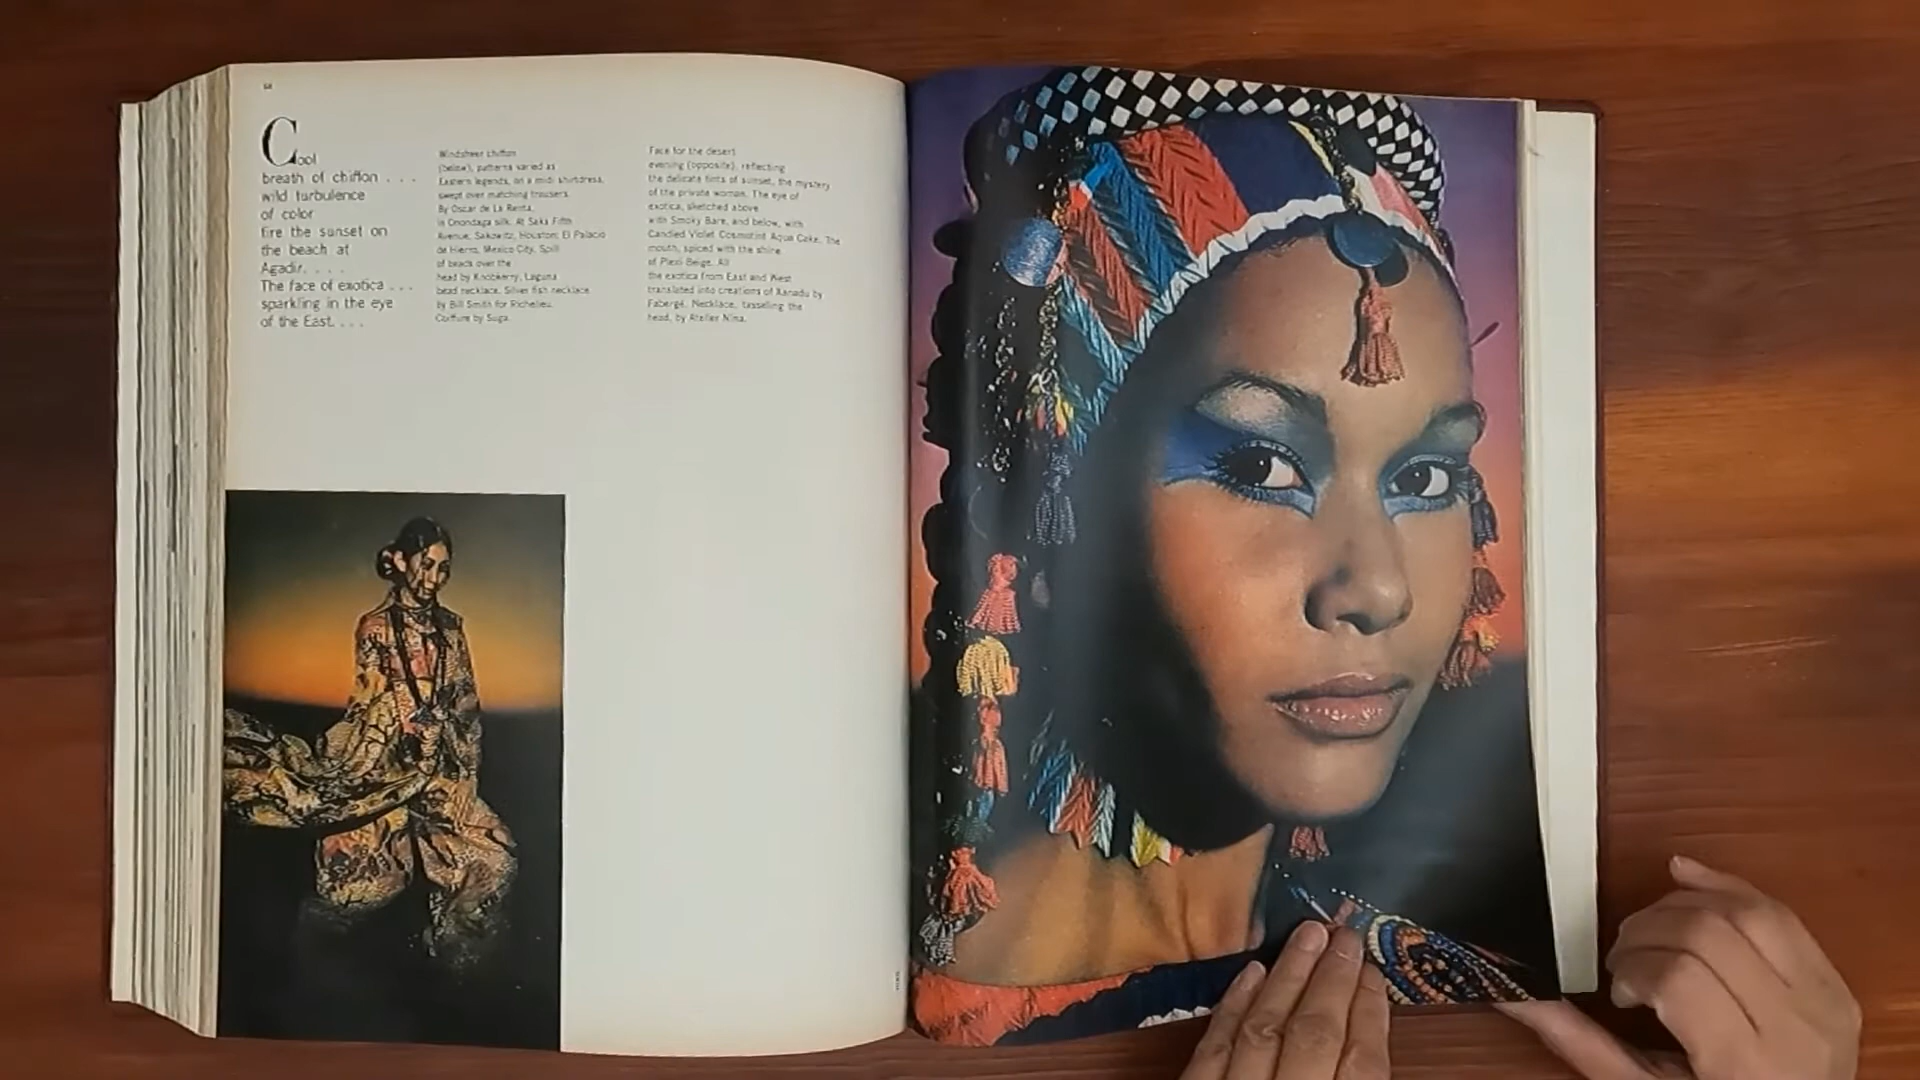 Cool
breath of chiffon . . .
wild turbulence
of color
fire the sunset on
the beach at
Agadir. . . .
The face of exotica . . .
sparkling in the eye
of the East. . . .
Windsheer chiffon
(below), patterns varied as
Eastern legends, on a midi shirtdress,
swept over matching trousers.
By Oscar de La Renta,
in Onondaga silk. At Saks Fifth
Avenue, Sakowitz, Houston; El Palacio
de Hierro, Mexico City. Spill
of beads over the
head by Knobkerry, Laguna
bead necklace. Silver fish necklace
by Bill Smith for Richelieu.
Coiffure by Suga.
Face for the desert
evening (opposite), reflecting
the delicate tints of sunset, the mystery
of the private woman. The eye of
exotica, sketched above
with Smoky Bare, and below, with
Candied Violet Cosmotint Aqua Cake. The
mouth, spiced with the shine
of Plexi Beige. All
the exotica from East and West
translated into creations of Xanadu by
Fabergé. Necklace, tasseling the
head, by Atelier Nina.